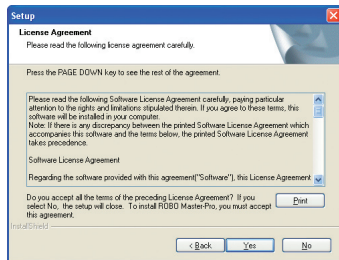 Setup
License Agreement
Please read the following license agreement carefully.
Press the PAGE DOWN key to see the rest of the agreement.
Please read the following Software License Agreement carefully, paying particular
attention to the rights and limitations stipulated therein. If you agree to these terms, this
software will be installed in your computer.
Note: If there is any discrepancy between the printed Software License Agreement which
accompanies this software and the terms below, the printed Software License Agreement
takes precedence.
Software License Agreement
Regarding the software provided with this agreement("Software"), this License Agreement
Do you accept all the terms of the preceding License Agreement? If you
select No, the setup will close. To install ROBO Master-Pro, you must accept
this agreement.
Print
InstallShield
< Back
Yes
No